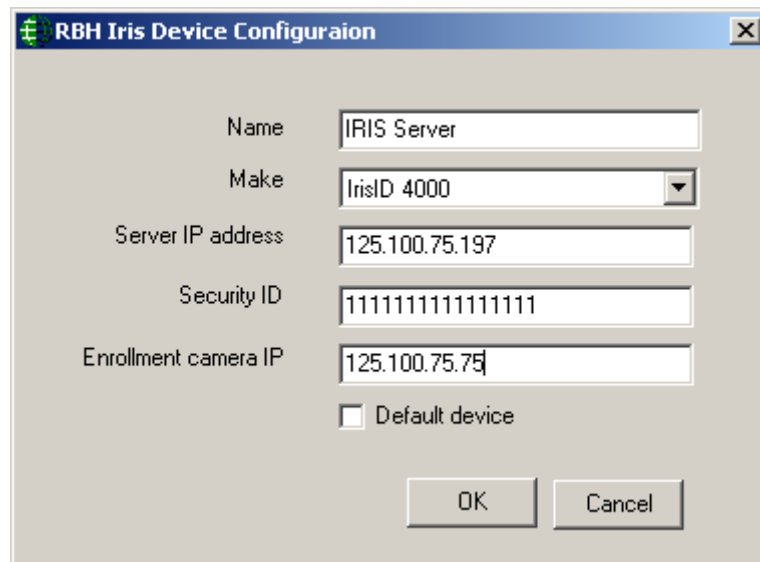 RBH Iris Device Configuraion
Name IRIS Server
Make IrisID 4000
Server IP address 125.100.75.197
Security ID 1111111111111111
Enrollment camera IP 125.100.75.75
Default device
OK Cancel